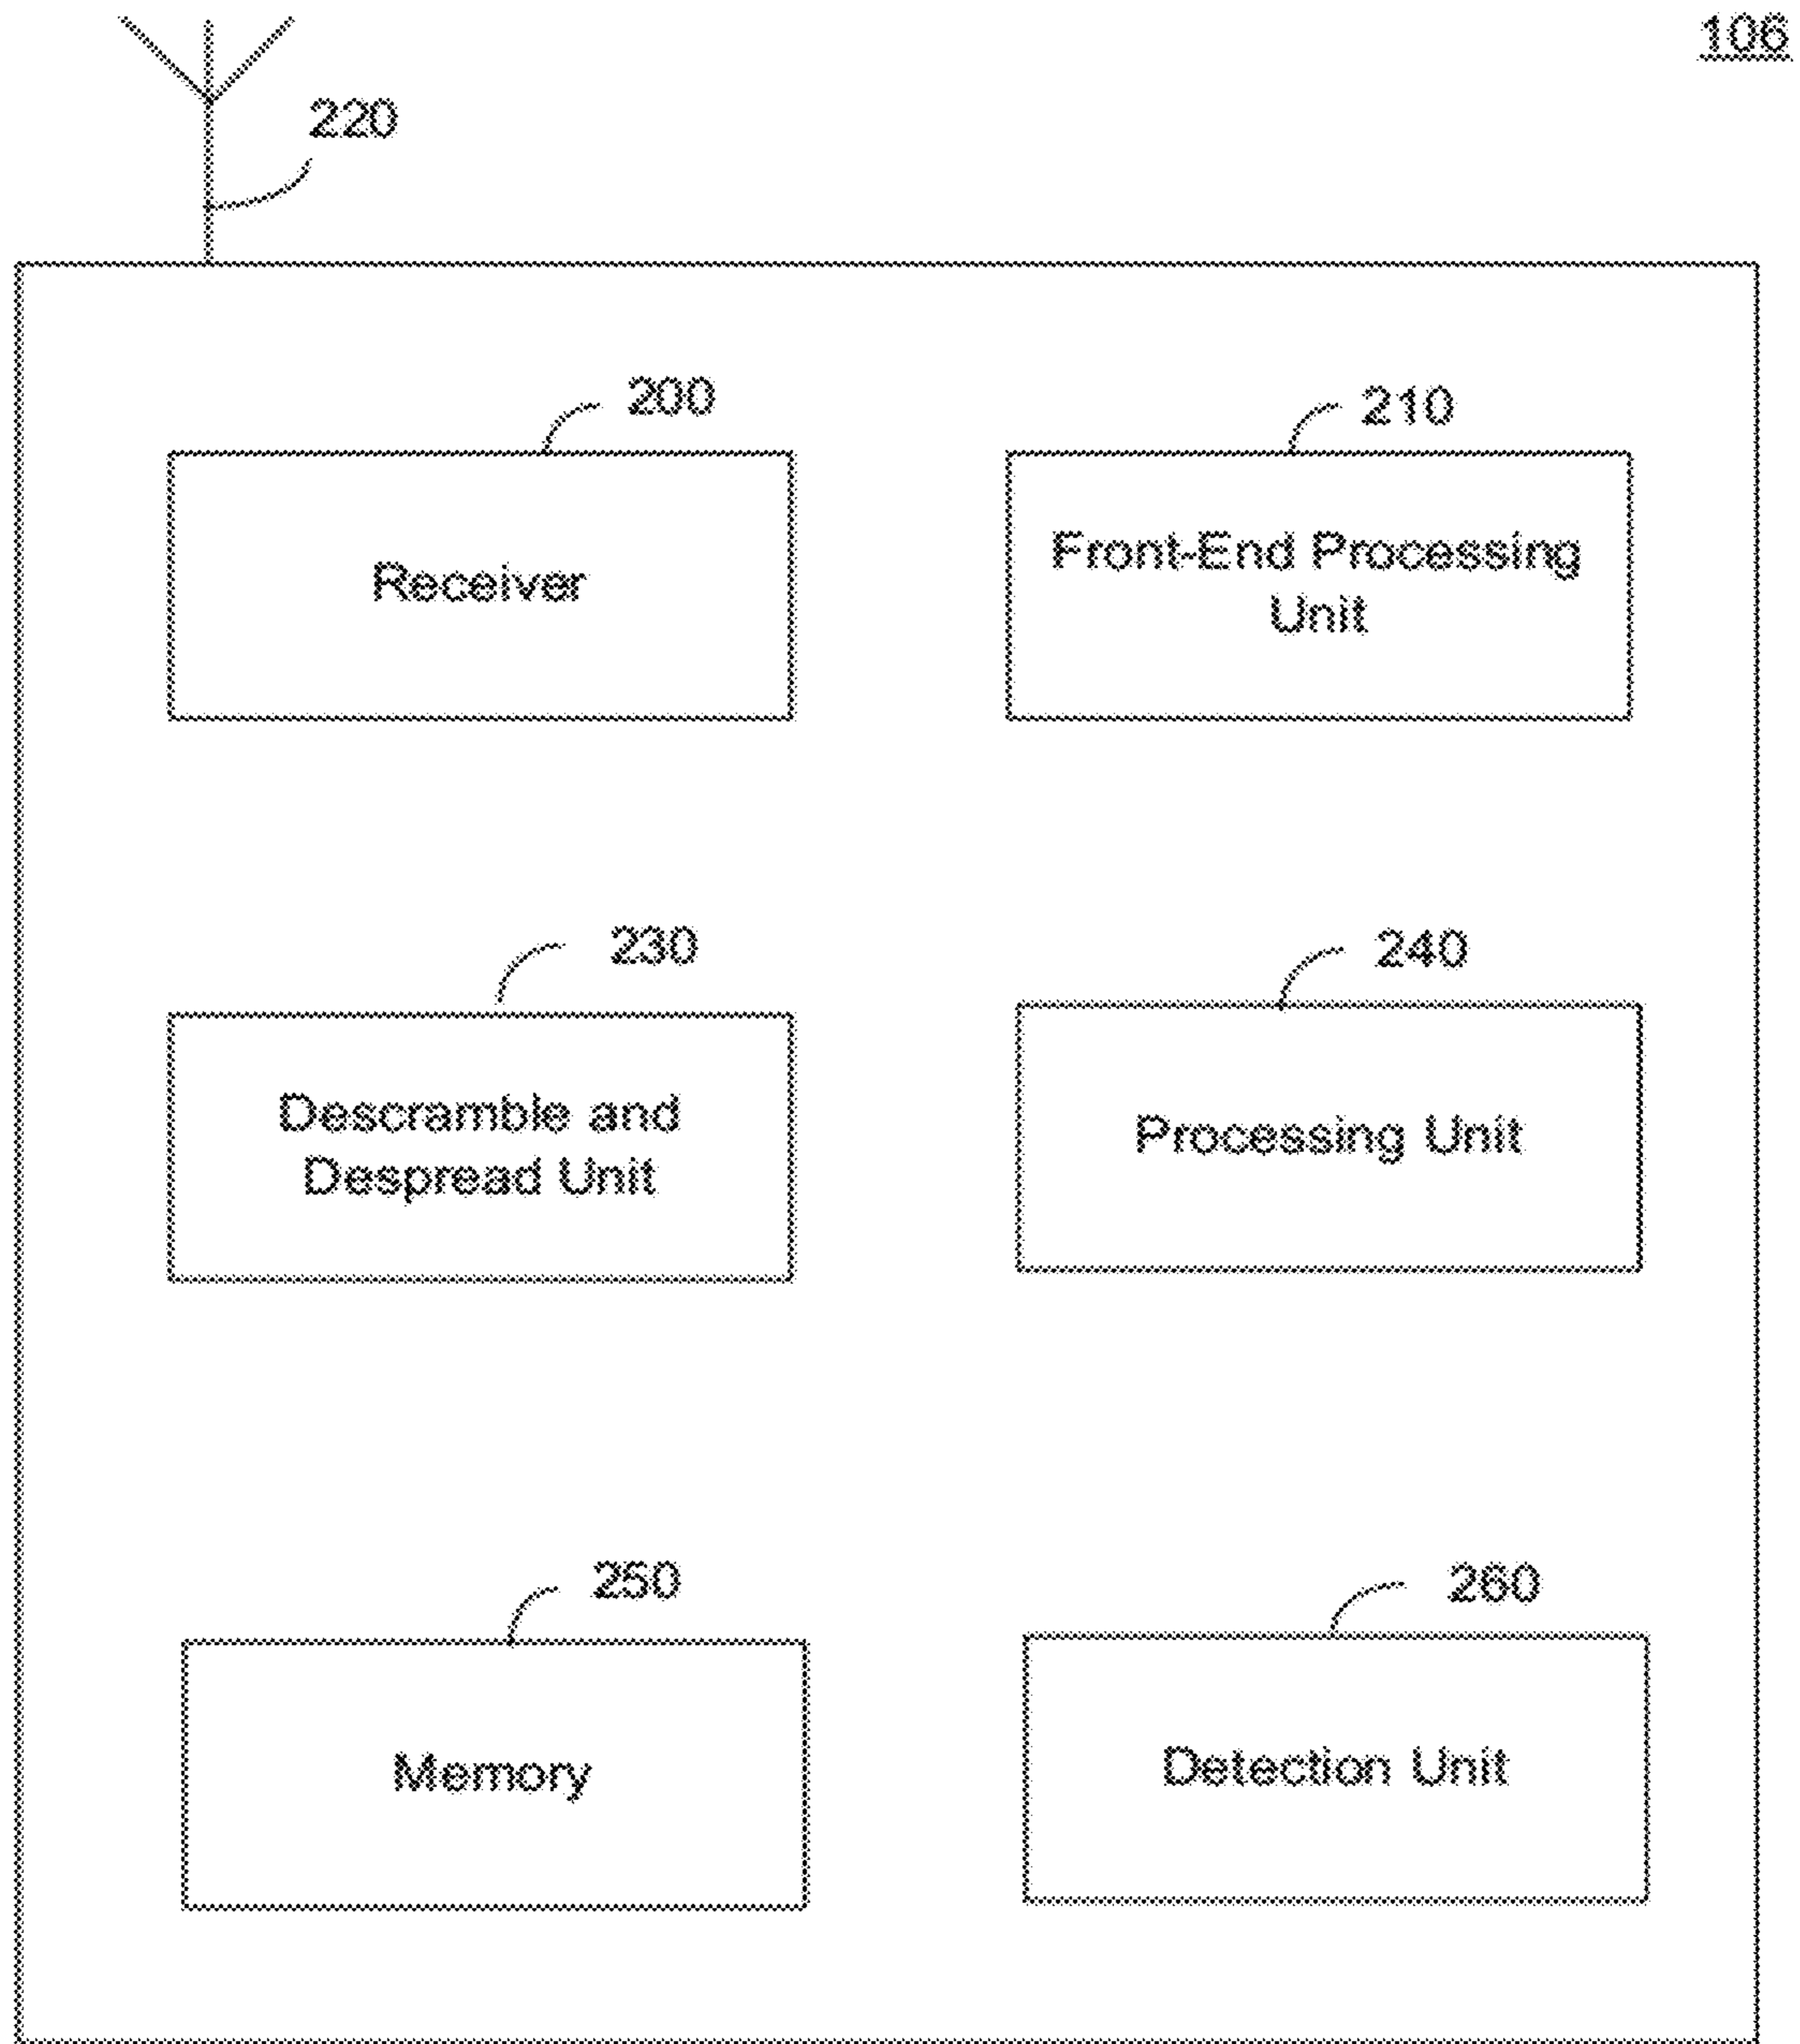 106
220
200
Receiver
210
Front-End Processing
Unit
230
Descramble and
Despread Unit
240
Processing Unit
250
Memory
260
Detection Unit